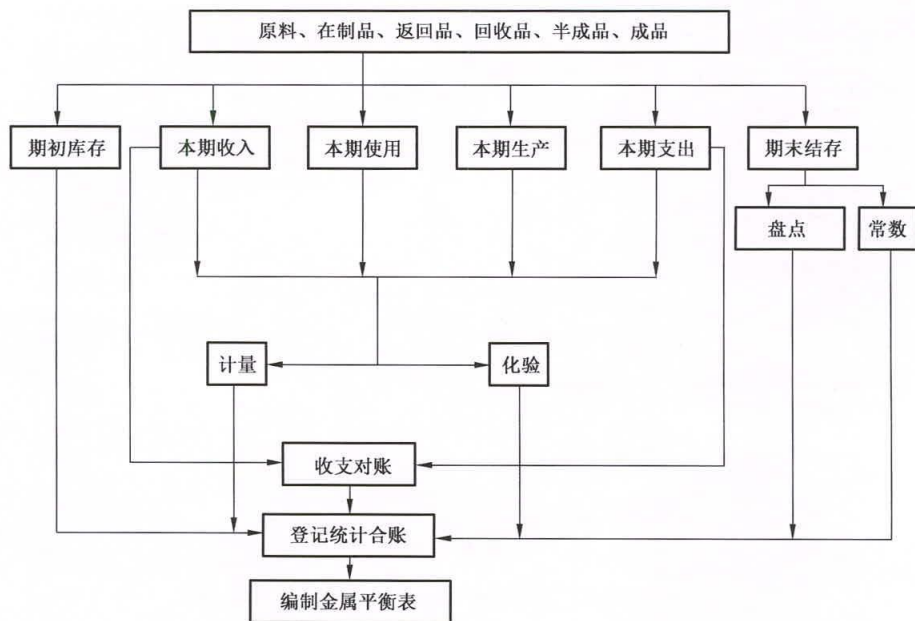 原料、在制品、返回品、回收品、半成品、成品
期初库存
本期收入
本期使用
本期生产
本期支出
期末结存
盘点
常数
计量
化验
收支对账
登记统计合账
编制金属平衡表